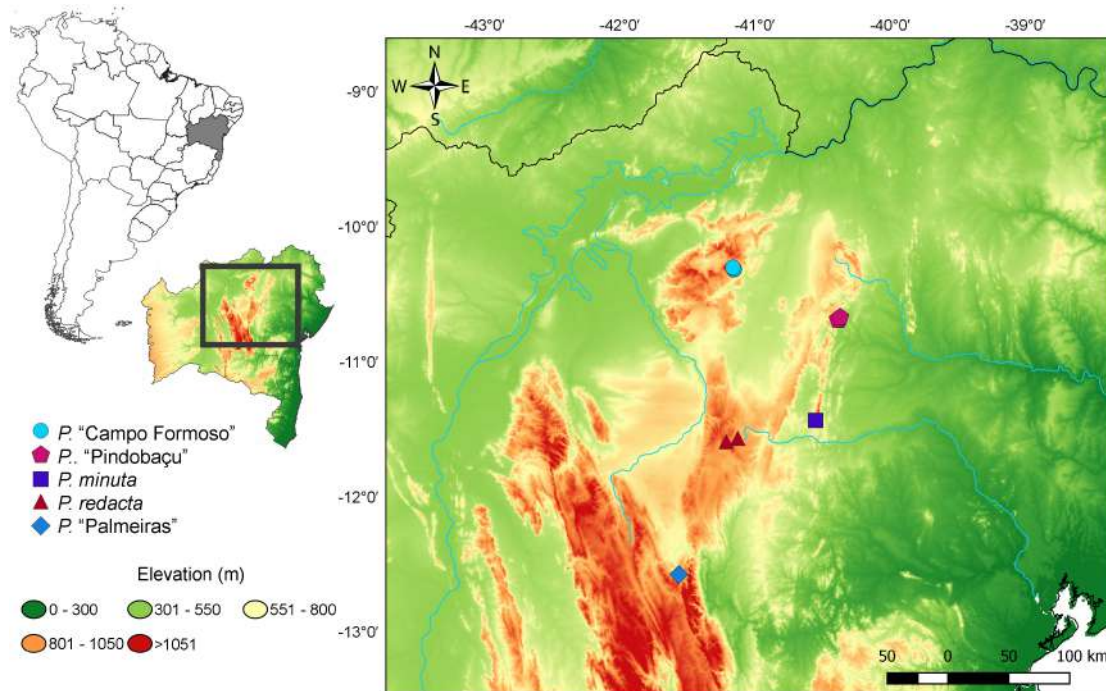 -43°0' -42°0' -41°0' -40°0' -39°0'
N
W E
S
-9°0'
-10°0'
-11°0'
-12°0'
-13°0'
P. “Campo Formoso”
P.. “Pindobaçu”
P. minuta
P. redacta
P. “Palmeiras”
Elevation (m)
0 - 300 301 - 550 551 - 800
801 - 1050 >1051
50 0 50 100 km